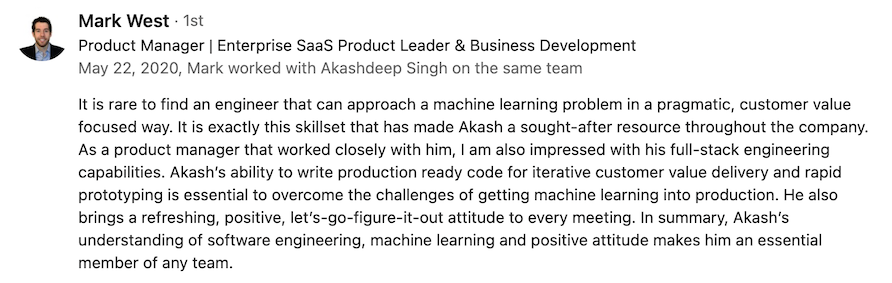 Mark West · 1st
Product Manager | Enterprise SaaS Product Leader & Business Development
May 22, 2020, Mark worked with Akashdeep Singh on the same team
It is rare to find an engineer that can approach a machine learning problem in a pragmatic, customer value
focused way. It is exactly this skillset that has made Akash a sought-after resource throughout the company.
As a product manager that worked closely with him, I am also impressed with his full-stack engineering
capabilities. Akash’s ability to write production ready code for iterative customer value delivery and rapid
prototyping is essential to overcome the challenges of getting machine learning into production. He also
brings a refreshing, positive, let’s-go-figure-it-out attitude to every meeting. In summary, Akash’s
understanding of software engineering, machine learning and positive attitude makes him an essential
member of any team.